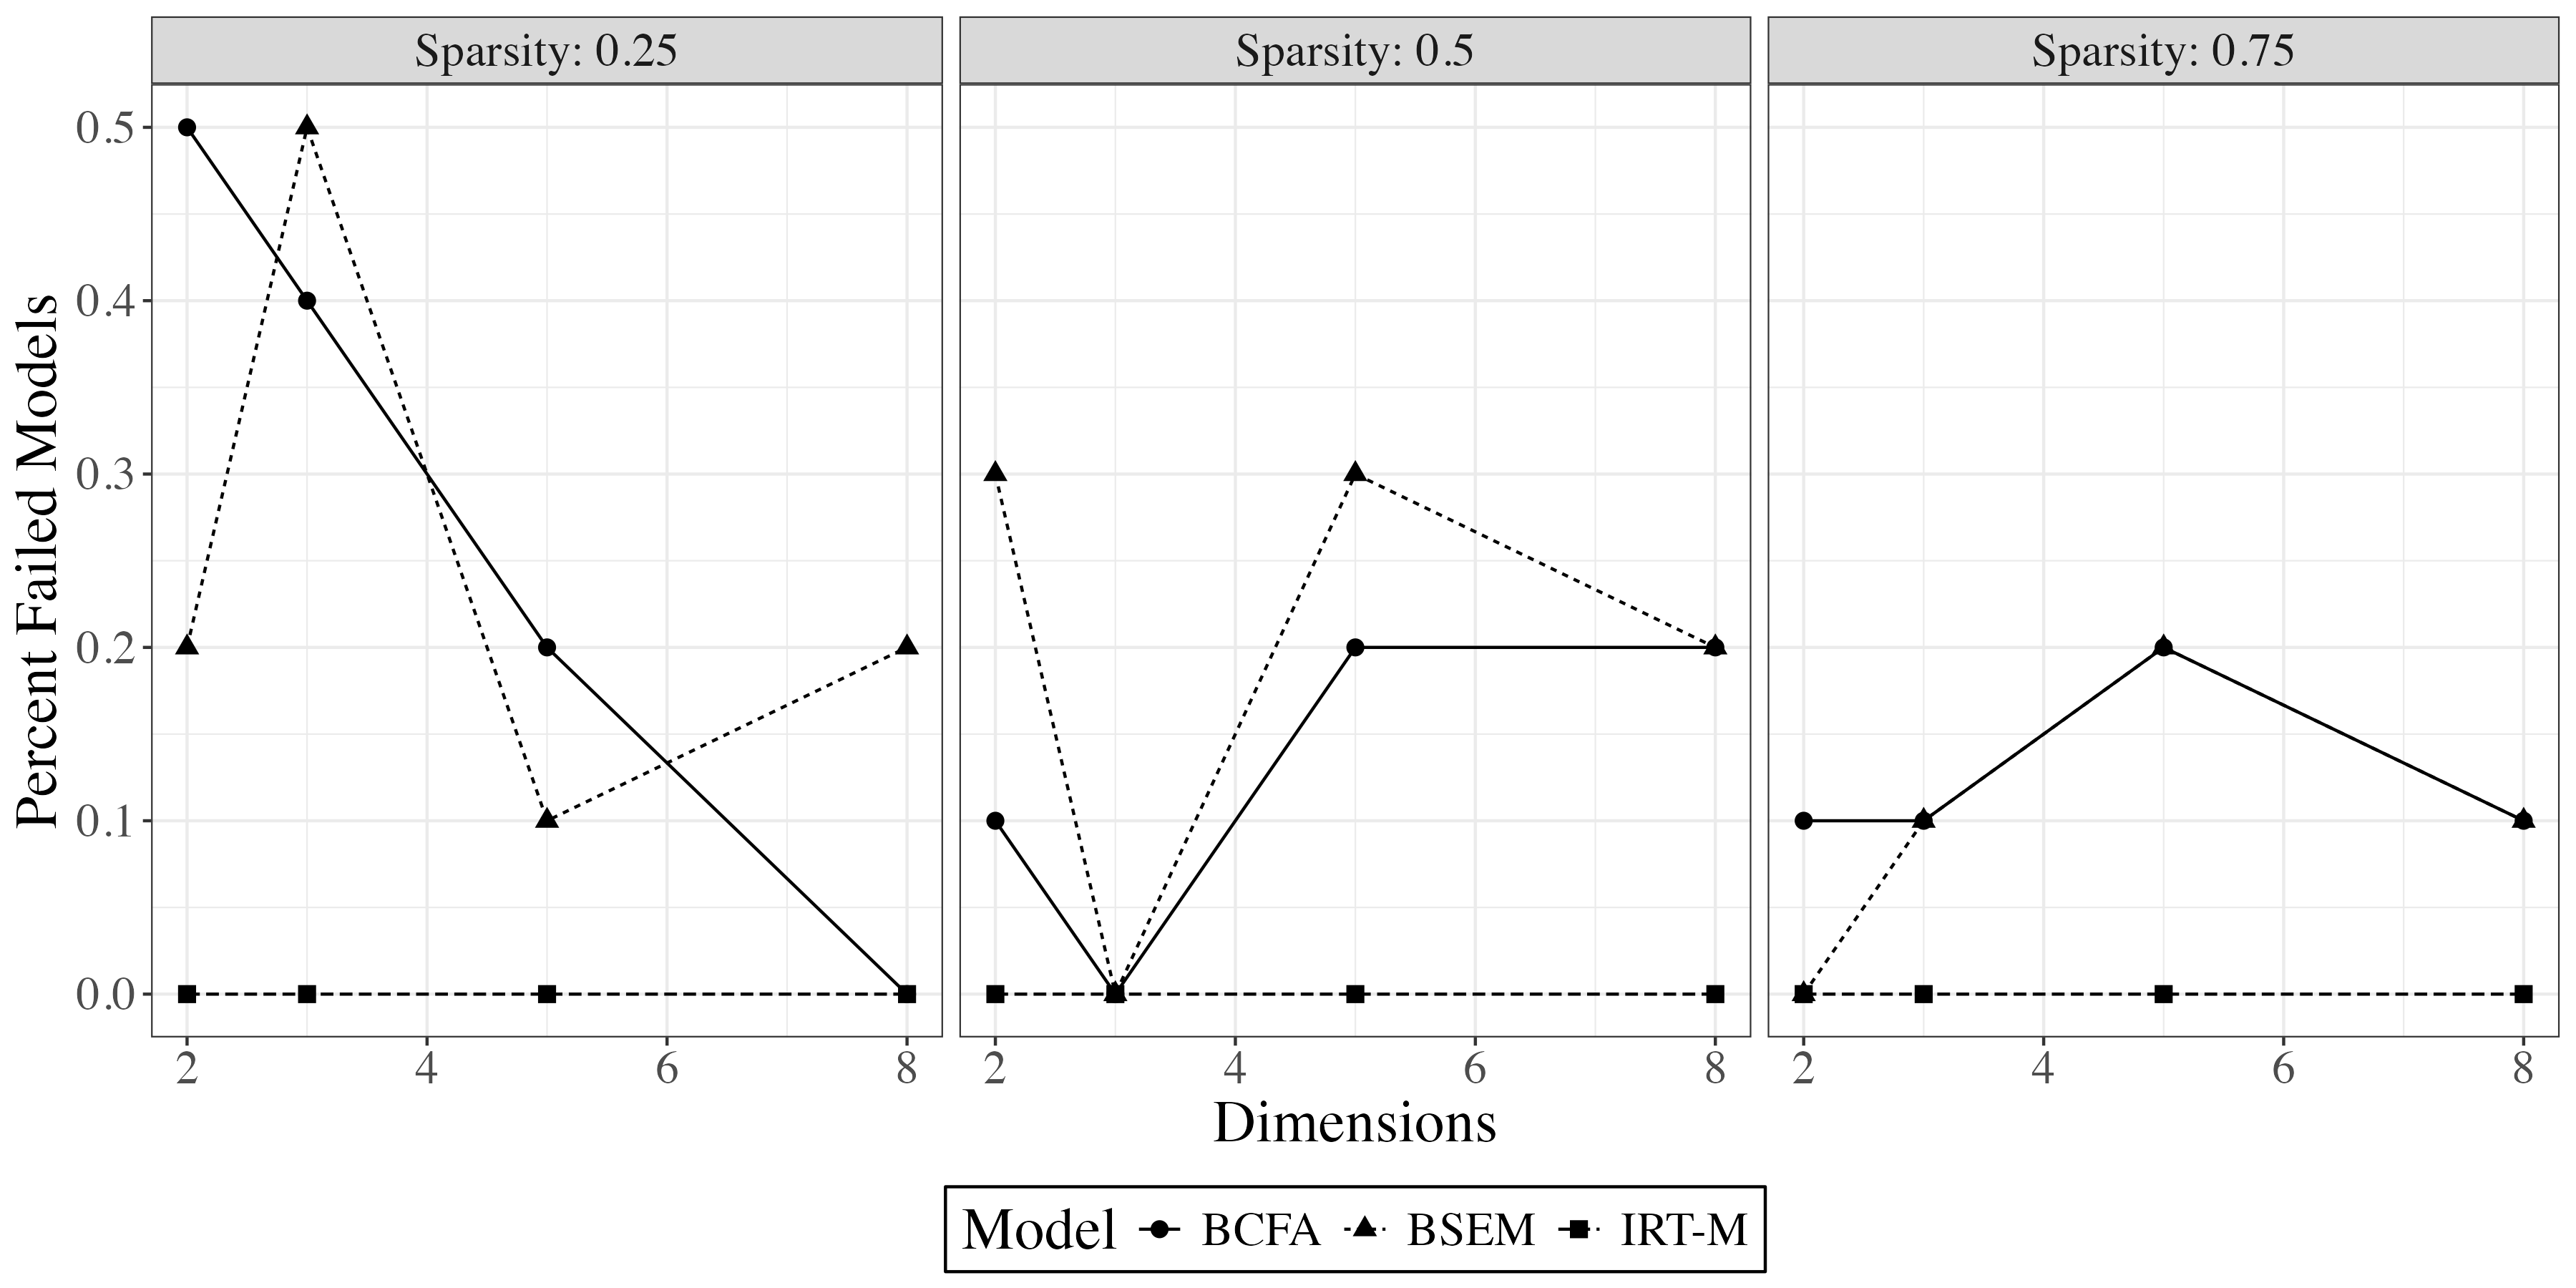 Sparsity: 0.25
Sparsity: 0.5
Sparsity: 0.75
Percent Failed Models
0.5
0.4
0.3
0.2
0.1
0.0
2 4 6 8
2 4 6 8
2 4 6 8
Dimensions
Model BCFA BSEM IRT-M